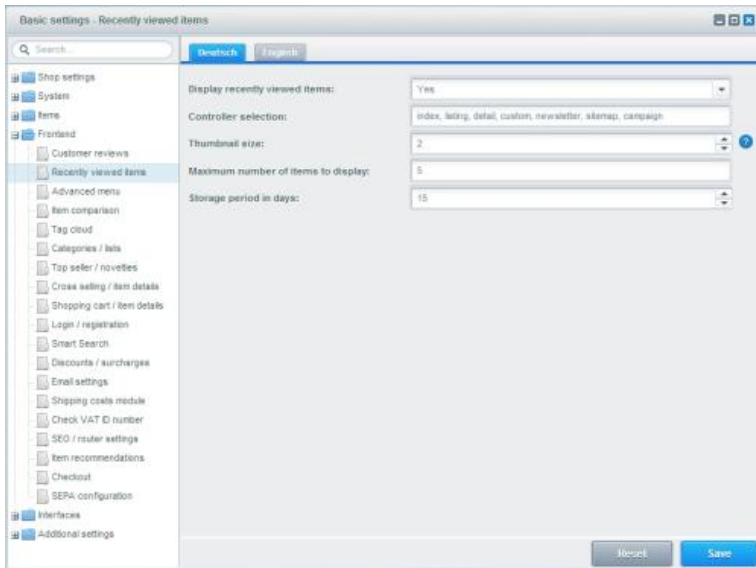 Basic settings - Recently viewed items
Search...
Deutsch
English
Shop settings
System
Items
Frontend
Customer reviews
Recently viewed items
Advanced menu
Item comparison
Tag cloud
Categories / lists
Top seller / novelties
Cross selling / item details
Shopping cart / item details
Login / registration
Smart Search
Discounts / surcharges
Email settings
Shipping costs module
Check VAT ID number
SEO / router settings
Item recommendations
Checkout
SEPA configuration
Interfaces
Additional settings
Display recently viewed items:
Yes
Controller selection:
index, listing, detail, custom, newsletter, sitemap, campaign
Thumbnail size:
2
?
Maximum number of items to display:
5
Storage period in days:
15
Reset
Save